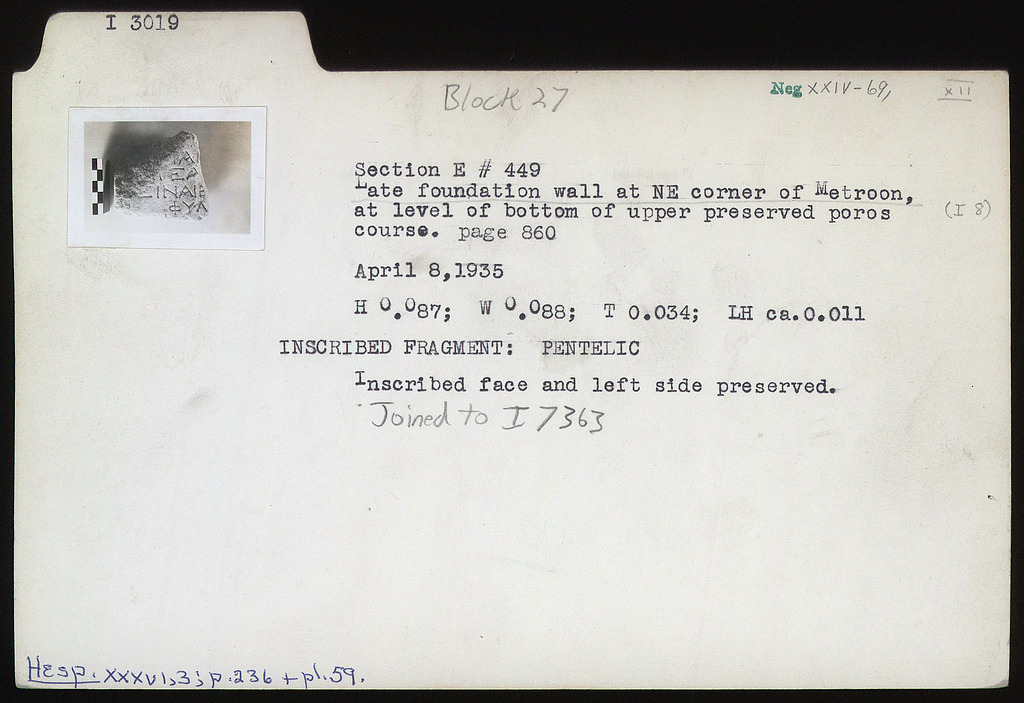 I 3019
Block 27
Neg XXIV-69,
XII
Section E # 449
Late foundation wall at NE corner of Metroon,
at level of bottom of upper preserved poros
course. page 860
(I 8)
April 8,1935
H 0.087; W 0.088; T 0.034; LH ca.0.011
INSCRIBED FRAGMENT: PENTELIC
Inscribed face and left side preserved.
Joined to I 7363
ΦΥΛ
Hesp. XXXVI,3; p.236 + pl.59.